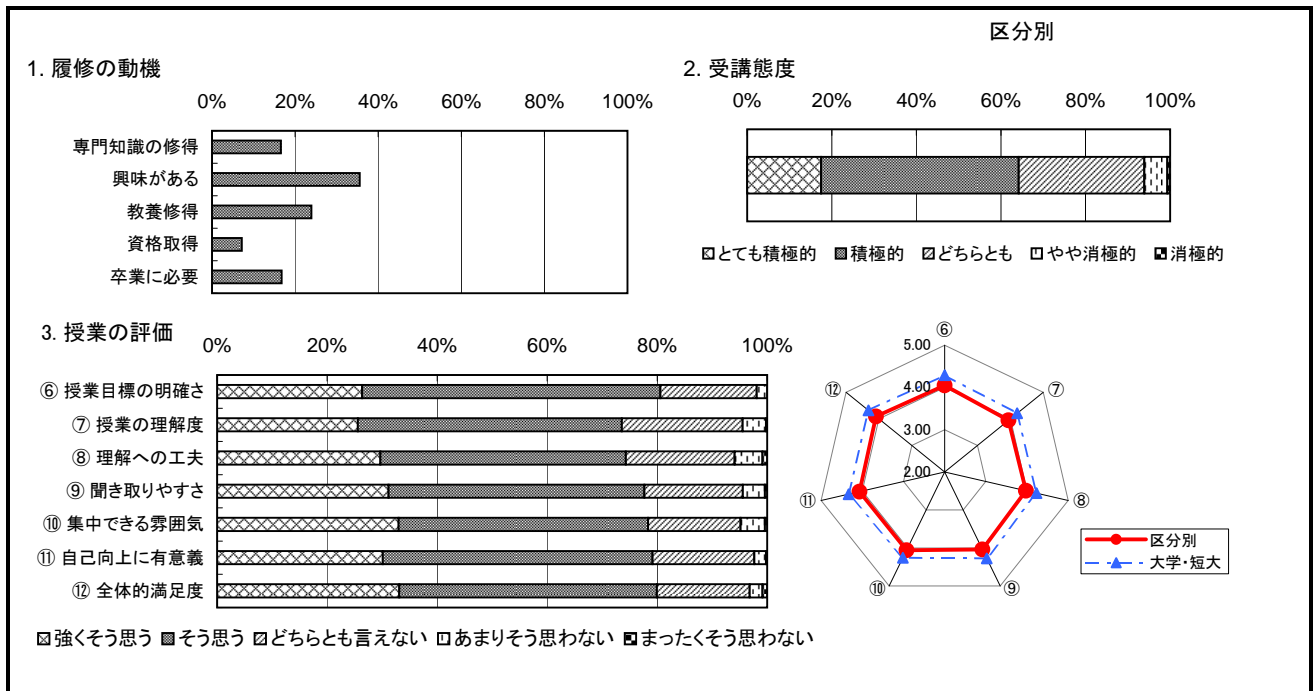 区分別
1. 履修の動機
0% 20% 40% 60% 80% 100%
専門知識の修得
興味がある
教養修得
資格取得
卒業に必要
2. 受講態度
0% 20% 40% 60% 80% 100%
とても積極的 積極的 どちらとも やや消極的 消極的
3. 授業の評価
0% 20% 40% 60% 80% 100%
⑥ 授業目標の明確さ
⑦ 授業の理解度
⑧ 理解への工夫
⑨ 聞き取りやすさ
⑩ 集中できる雰囲気
⑪ 自己向上に有意義
⑫ 全体的満足度
強くそう思う そう思う どちらとも言えない あまりそう思わない まったくそう思わない
⑥
5.00
⑫ ⑦
4.00
3.00
2.00
⑪ ⑧
⑩ ⑨
区分別
大学・短大